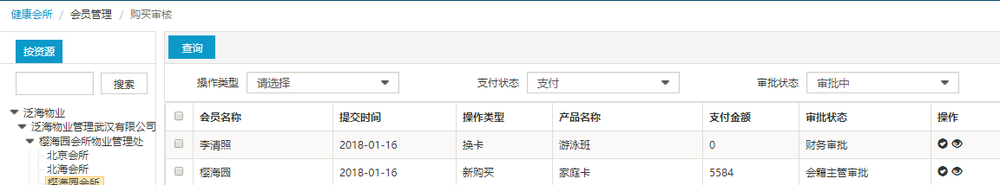 健康会所 / 会员管理 / 购买审核
按资源
查询
搜索
操作类型 请选择 支付状态 支付 审批状态 审批中
泛海物业
泛海物业管理武汉有限公司
樱海园会所物业管理处
北京会所
北海会所
樱海园会所
会员名称 提交时间 操作类型 产品名称 支付金额 审批状态 操作
李清照 2018-01-16 换卡 游泳班 0 财务审批
樱海园 2018-01-16 新购买 家庭卡 5584 会籍主管审批